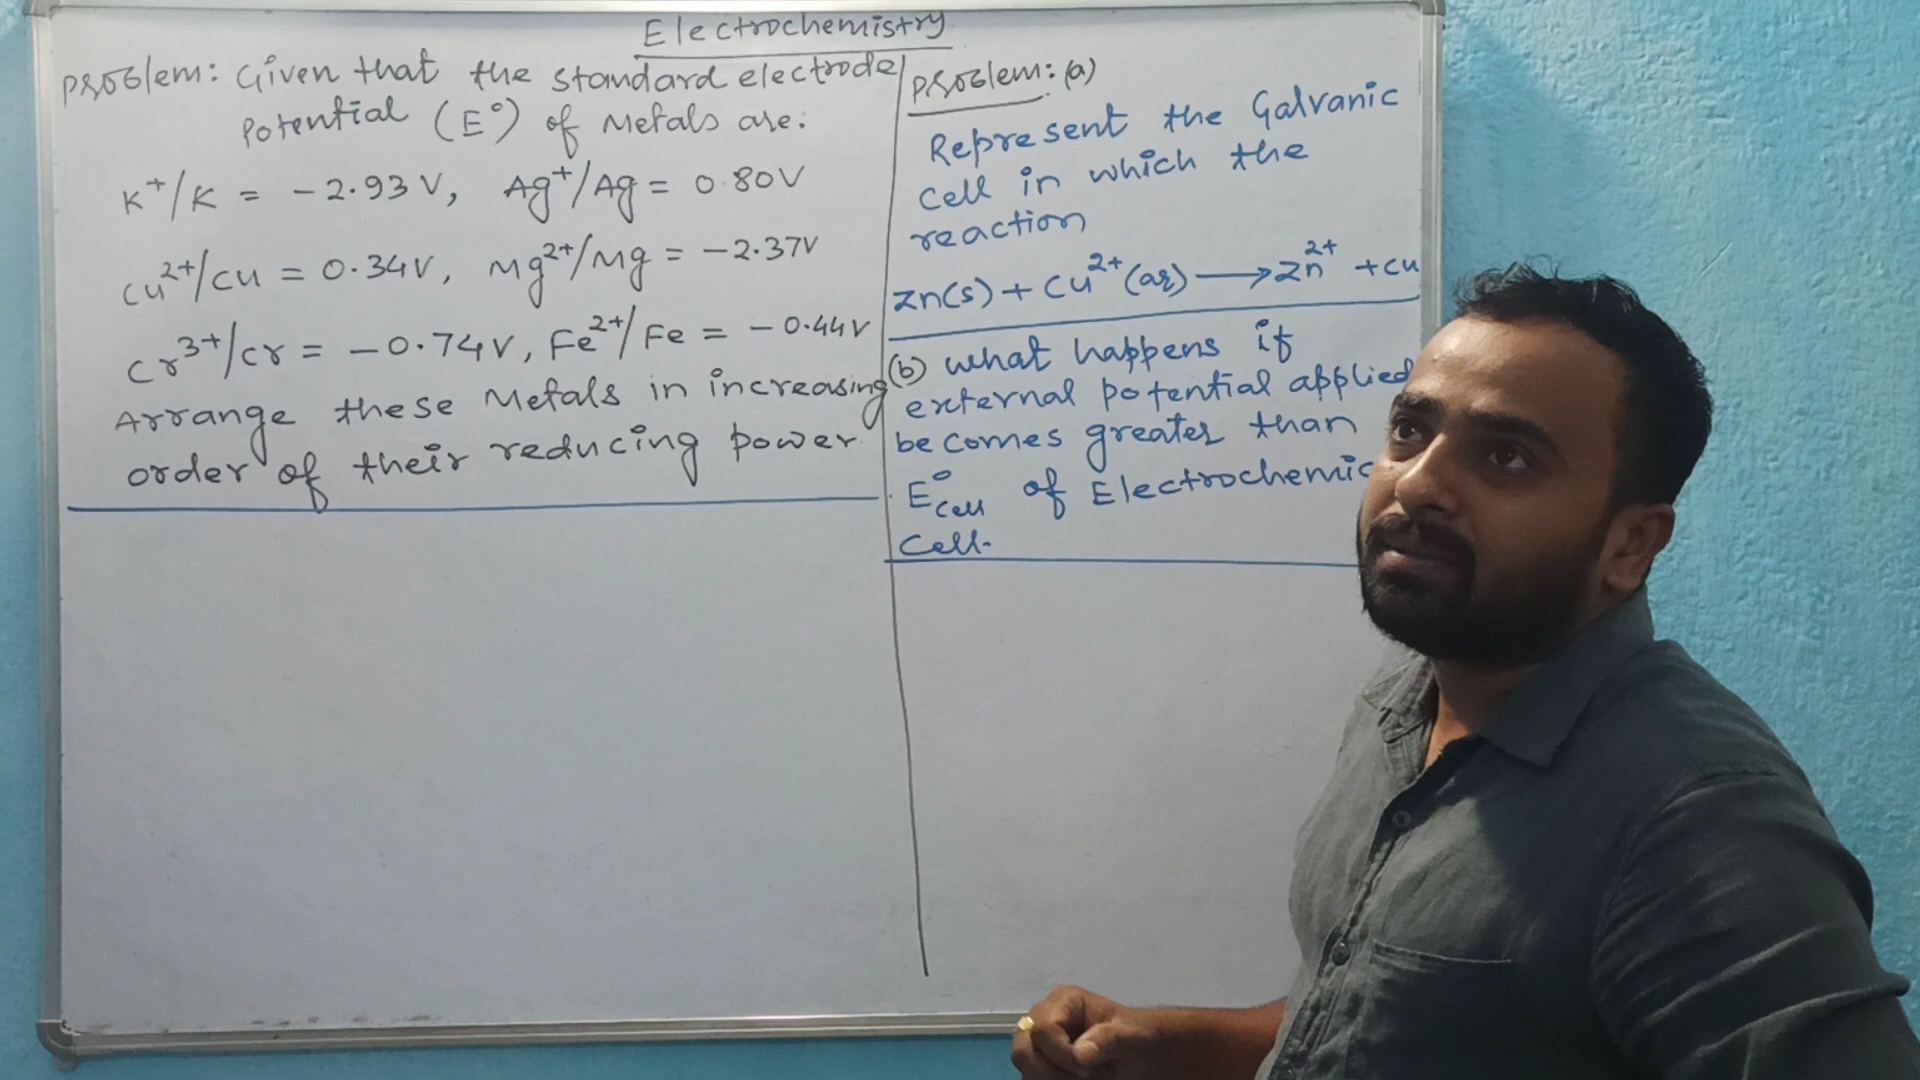 Electrochemistry
Problem: Given that the standard electrode
Potential (E°) of Metals are:
K⁺/K = -2.93 V, Ag⁺/Ag = 0.80V
Cu²⁺/Cu = 0.34V, Mg²⁺/Mg = -2.37V
Cr³⁺/Cr = -0.74V, Fe²⁺/Fe = -0.44V
Arrange these Metals in increasing
order of their reducing power.
Problem: (a)
Represent the Galvanic
cell in which the
reaction
Zn(s) + Cu²⁺(aq) ⟶ Zn²⁺ + Cu
(b) What happens if
external potential applied
becomes greater than
E°cell of Electrochemic
Cell.